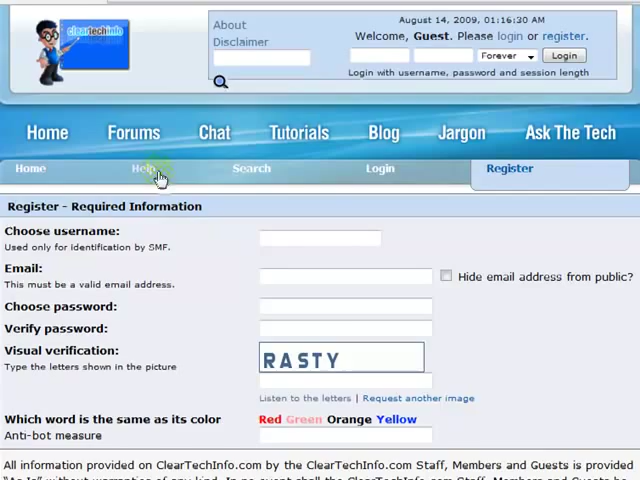 cleartechinfo
About
Disclaimer
August 14, 2009, 01:16:30 AM
Welcome, Guest. Please login or register.
Forever
Login
Login with username, password and session length
Home Forums Chat Tutorials Blog Jargon Ask The Tech
Home Help Search Login Register
Register - Required Information
Choose username:
Used only for identification by SMF.
Email:
This must be a valid email address.
Hide email address from public?
Choose password:
Verify password:
Visual verification:
Type the letters shown in the picture
RASTY
Listen to the letters | Request another image
Which word is the same as its color
Red Green Orange Yellow
Anti-bot measure
All information provided on ClearTechInfo.com by the ClearTechInfo.com Staff, Members and Guests is provided